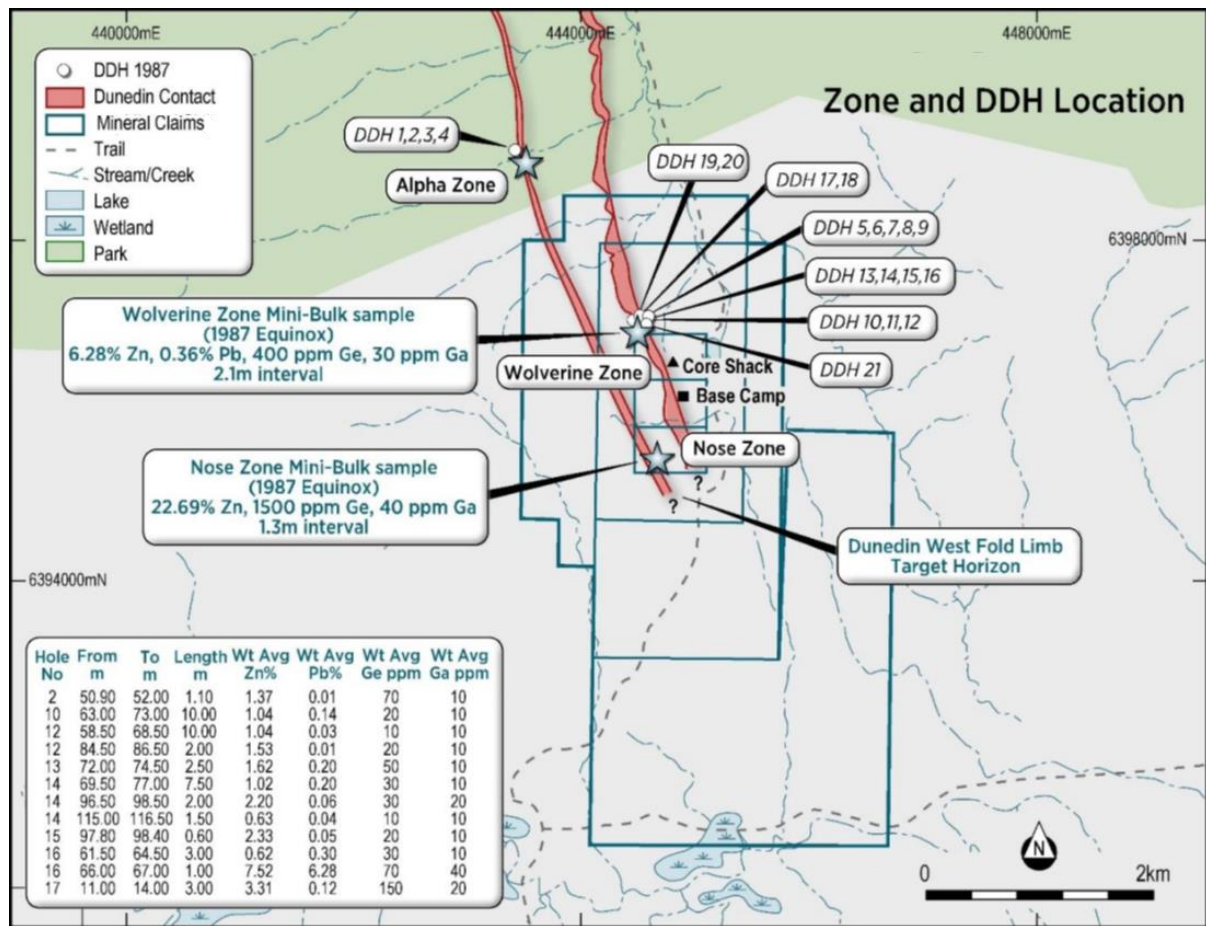 440000mE
444000mE
448000mE
DDH 1987
Dunedin Contact
Mineral Claims
Trail
Stream/Creek
Lake
Wetland
Park
Zone and DDH Location
DDH 1,2,3,4
Alpha Zone
DDH 19,20
DDH 17,18
DDH 5,6,7,8,9
6398000mN
DDH 13,14,15,16
DDH 10,11,12
DDH 21
Wolverine Zone Mini-Bulk sample
(1987 Equinox)
6.28% Zn, 0.36% Pb, 400 ppm Ge, 30 ppm Ga
2.1m interval
Wolverine Zone
Core Shack
Base Camp
Nose Zone
Nose Zone Mini-Bulk sample
(1987 Equinox)
22.69% Zn, 1500 ppm Ge, 40 ppm Ga
1.3m interval
?
?
Dunedin West Fold Limb
Target Horizon
6394000mN
Hole From To Length Wt Avg Wt Avg Wt Avg Wt Avg
No m m m Zn% Pb% Ge ppm Ga ppm
2 50.90 52.00 1.10 1.37 0.01 70 10
10 63.00 73.00 10.00 1.04 0.14 20 10
12 58.50 68.50 10.00 1.04 0.03 10 10
12 84.50 86.50 2.00 1.53 0.01 20 10
13 72.00 74.50 2.50 1.62 0.20 50 10
14 69.50 77.00 7.50 1.02 0.20 30 10
14 96.50 98.50 2.00 2.20 0.06 30 20
14 115.00 116.50 1.50 0.63 0.04 10 10
15 97.80 98.40 0.60 2.33 0.05 20 10
16 61.50 64.50 3.00 0.62 0.30 30 10
16 66.00 67.00 1.00 7.52 6.28 70 40
17 11.00 14.00 3.00 3.31 0.12 150 20
N
0 2km